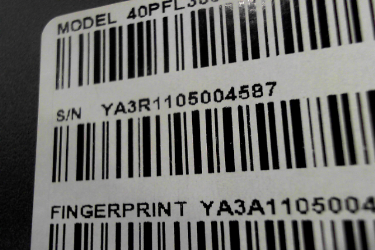 MODEL 40PFL
S/N YA3R1105004587
FINGERPRINT YA3A1105004